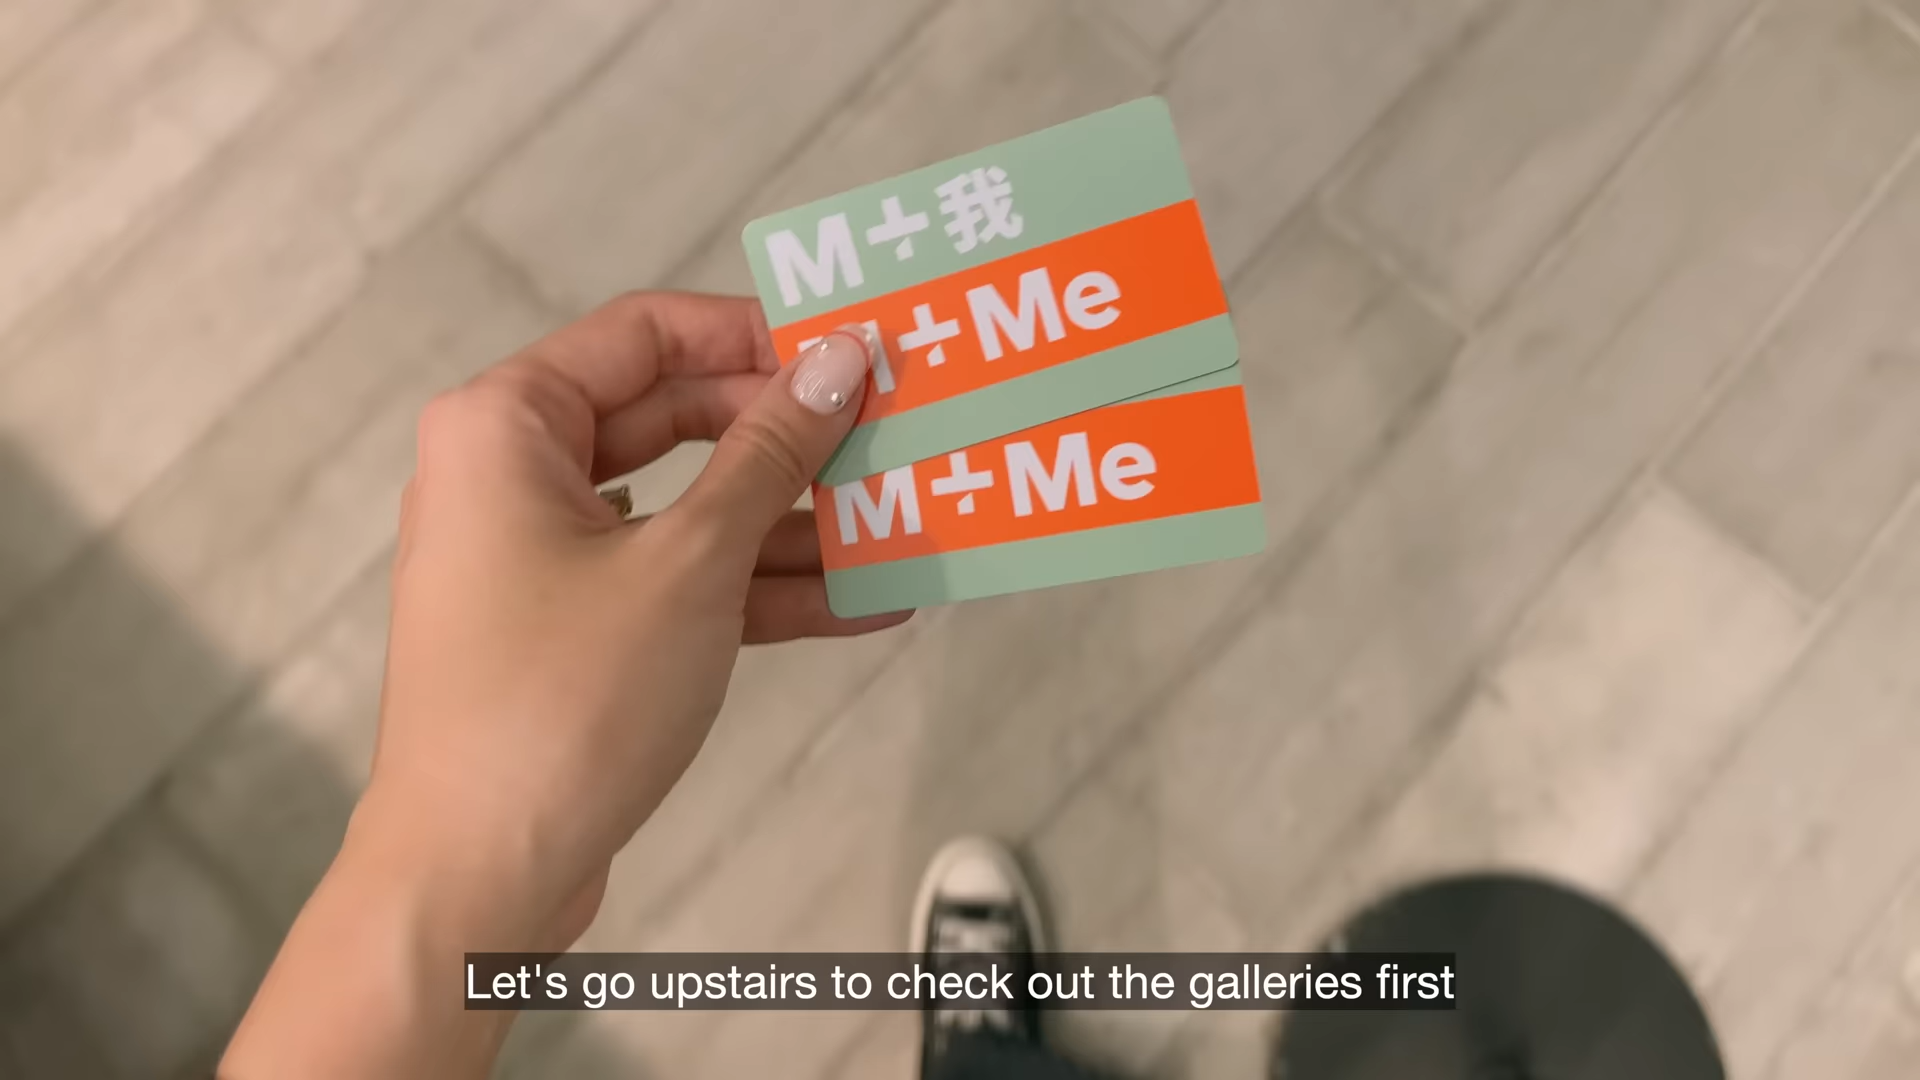 M+我
M+Me
M+Me
Let's go upstairs to check out the galleries first